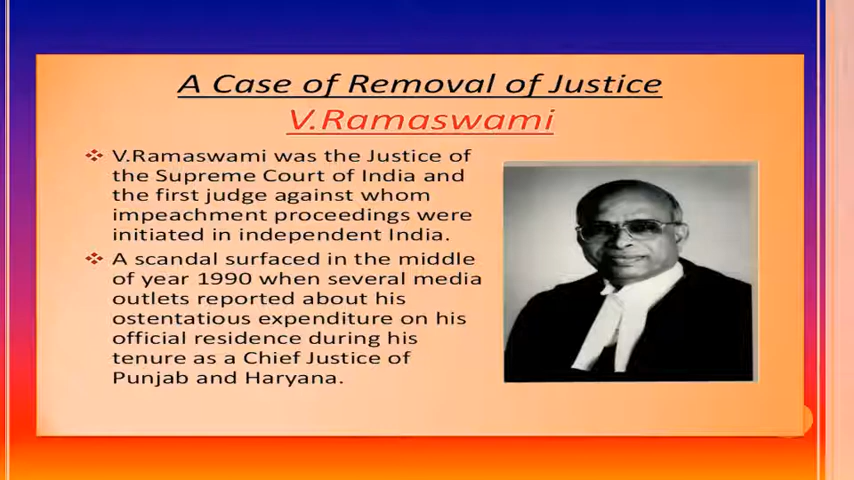 A Case of Removal of Justice
V.Ramaswami
V.Ramaswami was the Justice of
the Supreme Court of India and
the first judge against whom
impeachment proceedings were
initiated in independent India.
A scandal surfaced in the middle
of year 1990 when several media
outlets reported about his
ostentatious expenditure on his
official residence during his
tenure as a Chief Justice of
Punjab and Haryana.